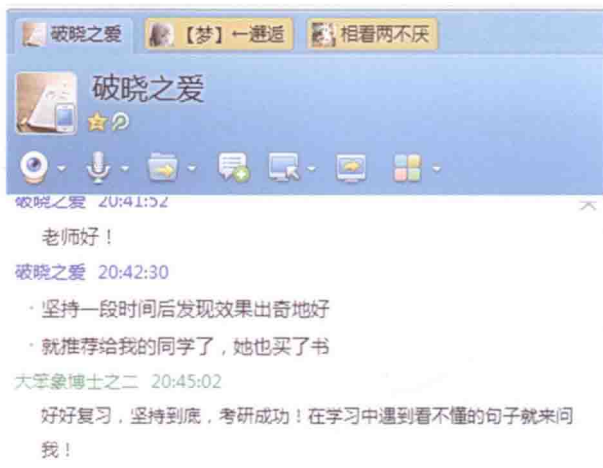 破晓之爱
【梦】←邂逅
相看两不厌
破晓之爱
破晓之爱 20:41:52
老师好！
破晓之爱 20:42:30
· 坚持一段时间后发现效果出奇地好
· 就推荐给我的同学了，她也买了书
大笨象博士之二 20:45:02
好好复习，坚持到底，考研成功！在学习中遇到看不懂的句子就来问
我！